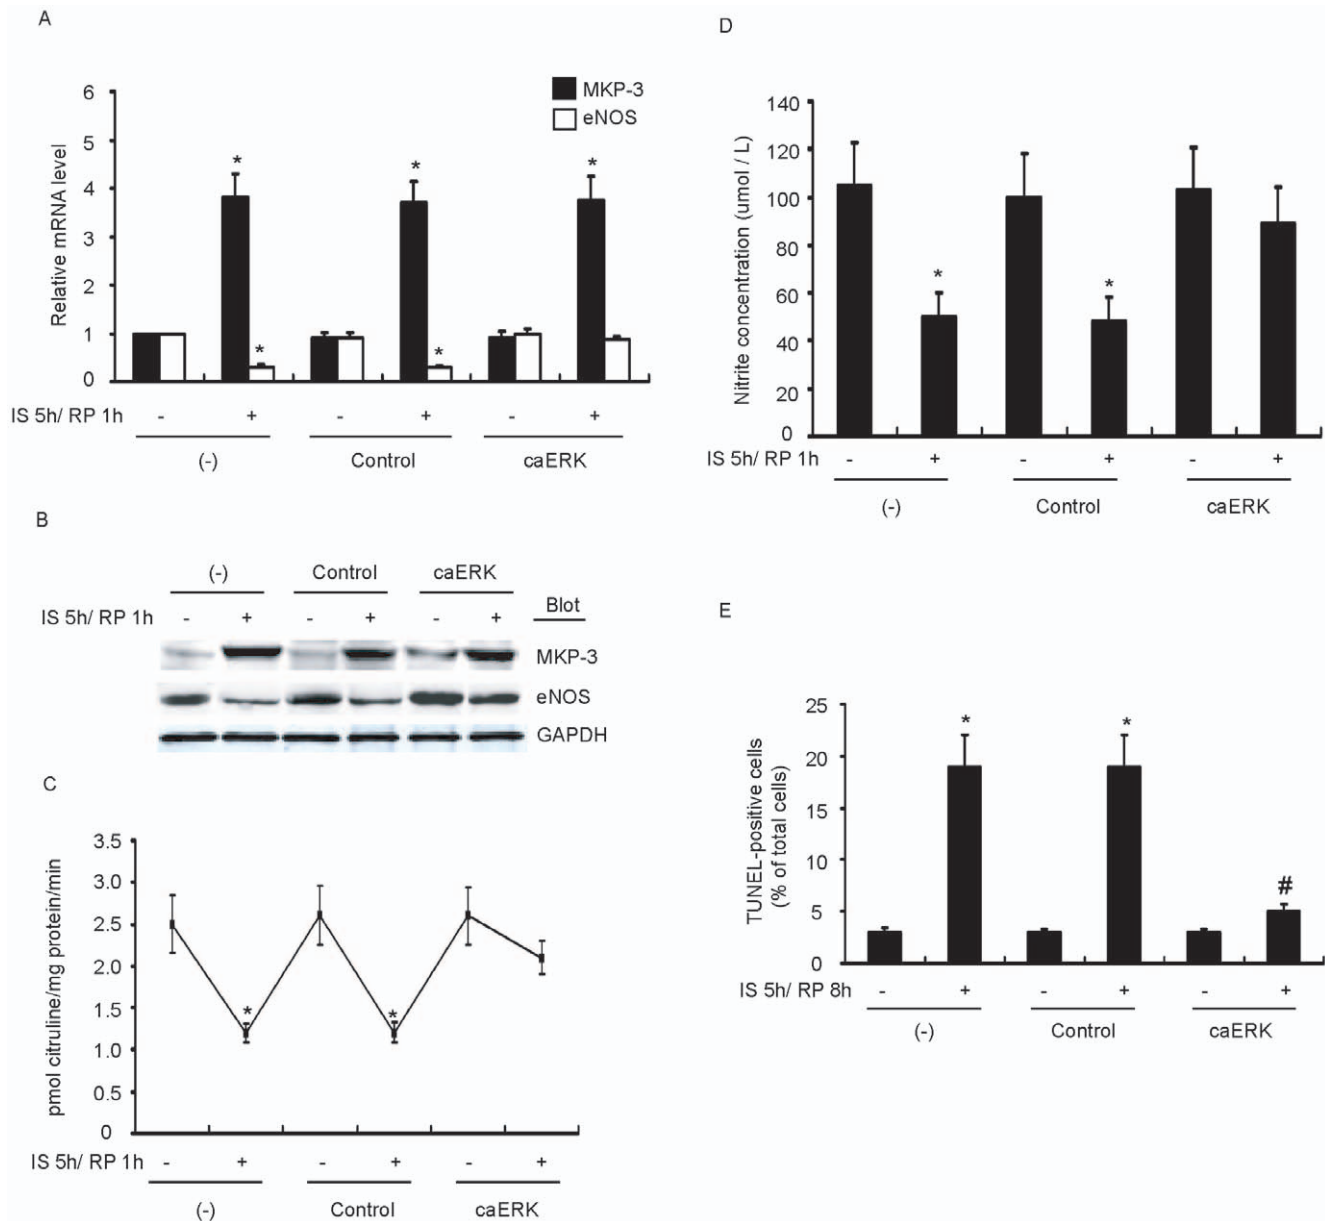 A
MKP-3
eNOS
Relative mRNA level
6
5
4
3
2
1
0
* * *
* *
IS 5h/ RP 1h - + - + - +
(-) Control caERK
B
(-) Control caERK
IS 5h/ RP 1h - + - + - + Blot
MKP-3
eNOS
GAPDH
C
pmol citruline/mg protein/min
3.5
3.0
2.5
2.0
1.5
1.0
0.5
0
* *
IS 5h/ RP 1h - + - + - +
(-) Control caERK
D
Nitrite concentration (umol / L)
140
120
100
80
60
40
20
0
* *
IS 5h/ RP 1h - + - + - +
(-) Control caERK
E
TUNEL-positive cells
(% of total cells)
25
20
15
10
5
0
* * #
IS 5h/ RP 8h - + - + - +
(-) Control caERK